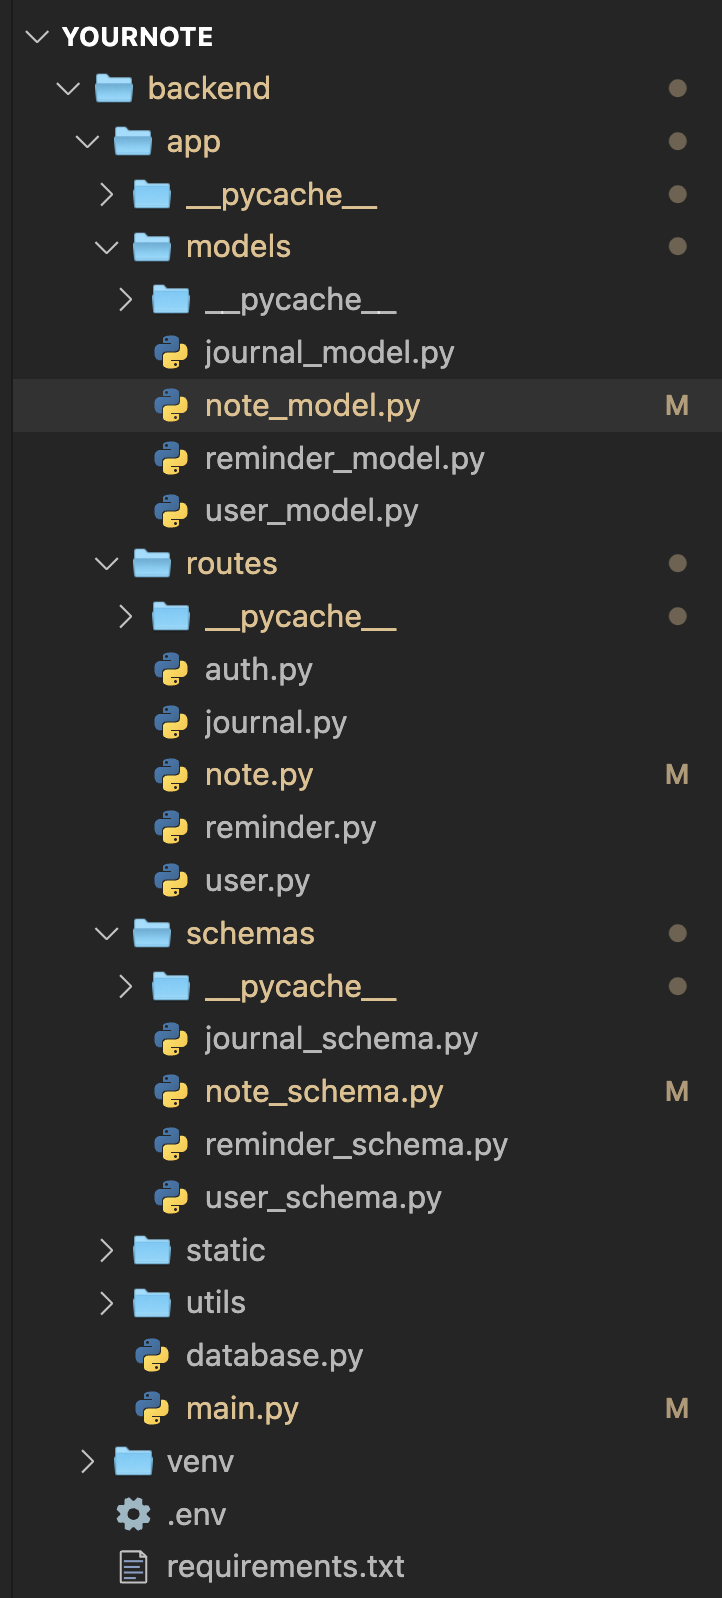 YOURNOTE
backend
app
__pycache__
models
__pycache__
journal_model.py
note_model.py M
reminder_model.py
user_model.py
routes
__pycache__
auth.py
journal.py
note.py M
reminder.py
user.py
schemas
__pycache__
journal_schema.py
note_schema.py M
reminder_schema.py
user_schema.py
static
utils
database.py
main.py M
venv
.env
requirements.txt